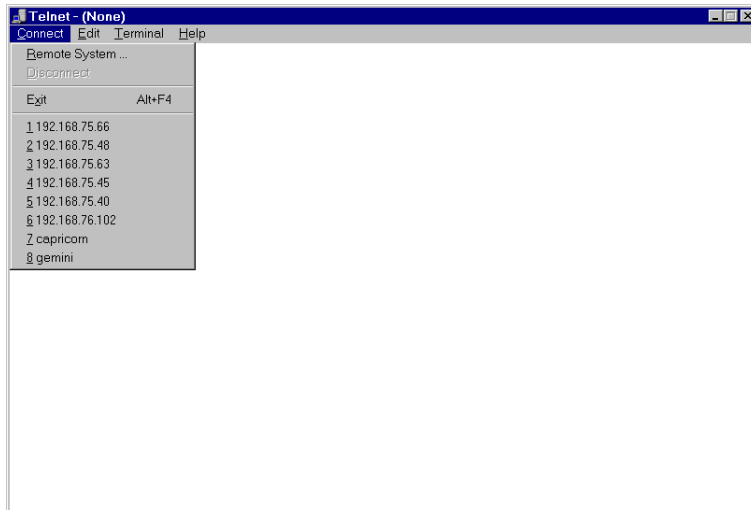 Telnet - (None)
Connect Edit Terminal Help
Remote System ...
Disconnect
Exit Alt+F4
1 192.168.75.66
2 192.168.75.48
3 192.168.75.63
4 192.168.75.45
5 192.168.75.40
6 192.168.76.102
7 capricorn
8 gemini